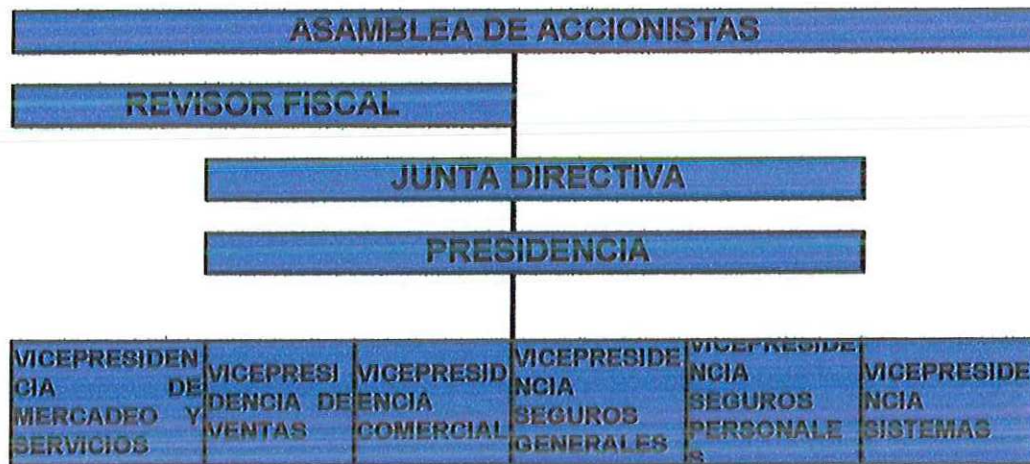 ASAMBLEA DE ACCIONISTAS
REVISOR FISCAL
JUNTA DIRECTIVA
PRESIDENCIA
VICEPRESIDEN
CIA DE
MERCADEO Y
SERVICIOS
VICEPRESI
DENCIA DE
VENTAS
VICEPRESID
ENCIA
COMERCIAL
VICEPRESIDE
NCIA
SEGUROS
GENERALES
VICEPRESIDE
NCIA
SEGUROS
PERSONALE
S
VICEPRESIDE
NCIA
SISTEMAS